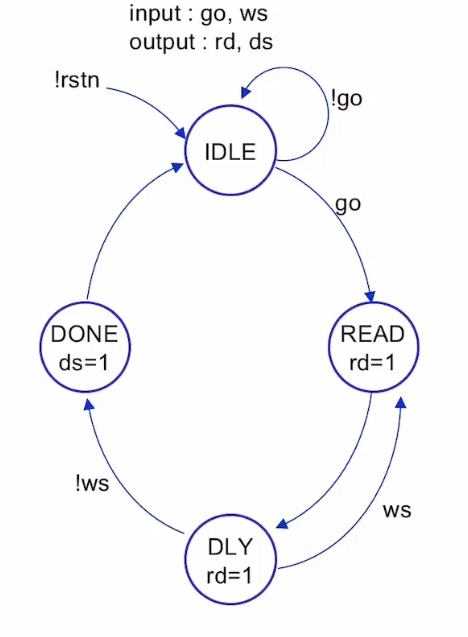 input : go, ws
output : rd, ds
!rstn
!go
IDLE
go
DONE
ds=1
READ
rd=1
!ws
ws
DLY
rd=1